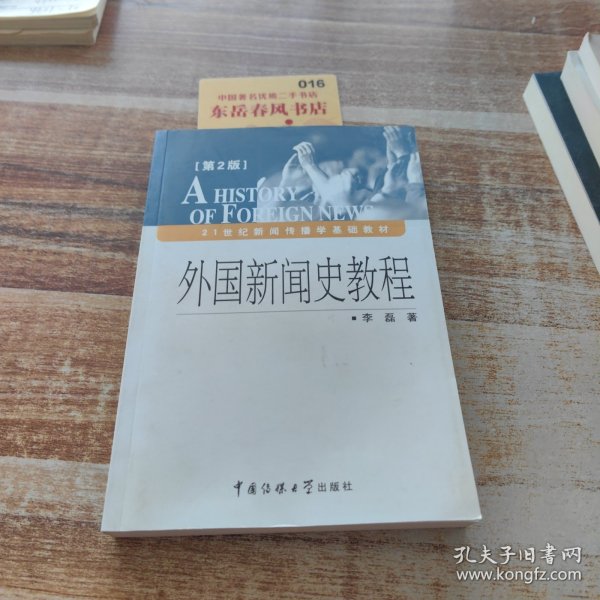 016
中国著名优秀二手书店
东岳春风书店
[第2版]
A HISTORY
OF FOREIGN NEWS
21世纪新闻传播学基础教材
外国新闻史教程
■李磊 著
中国传媒大学出版社
孔夫子旧书网
www.kongfz.com